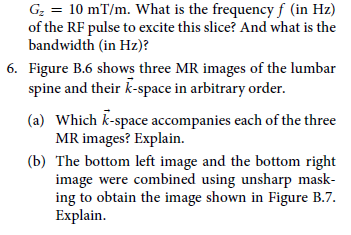 G_z = 10 mT/m. What is the frequency f (in Hz)
of the RF pulse to excite this slice? And what is the
bandwidth (in Hz)?
6. Figure B.6 shows three MR images of the lumbar
spine and their k⃗-space in arbitrary order.
(a) Which k⃗-space accompanies each of the three
MR images? Explain.
(b) The bottom left image and the bottom right
image were combined using unsharp mask-
ing to obtain the image shown in Figure B.7.
Explain.